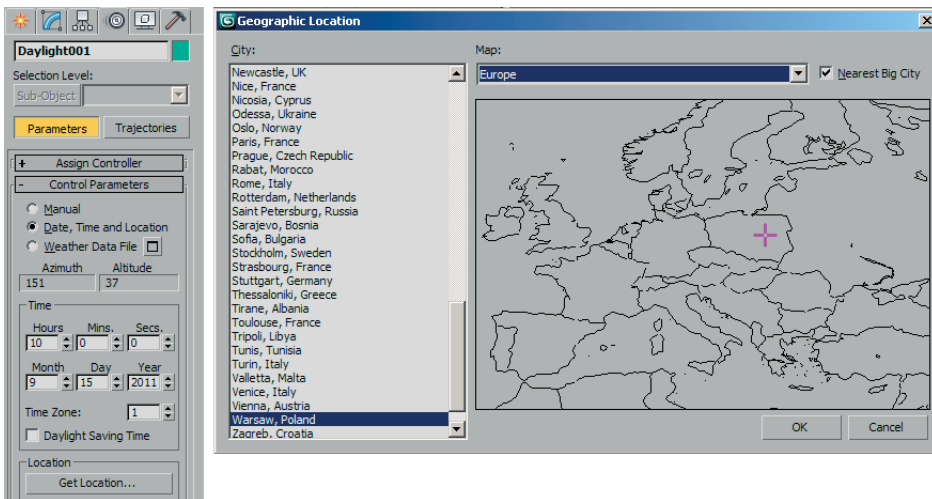 Daylight001
Selection Level:
Sub-Object
Parameters
Trajectories
+ Assign Controller
- Control Parameters
Manual
Date, Time and Location
Weather Data File
Azimuth Altitude
151 37
Time
Hours Mins. Secs.
10 0 0
Month Day Year
9 15 2011
Time Zone: 1
Daylight Saving Time
Location
Get Location...
Geographic Location
City:
Newcastle, UK
Nice, France
Nicosia, Cyprus
Odessa, Ukraine
Oslo, Norway
Paris, France
Prague, Czech Republic
Rabat, Morocco
Rome, Italy
Rotterdam, Netherlands
Saint Petersburg, Russia
Sarajevo, Bosnia
Sofia, Bulgaria
Stockholm, Sweden
Strasbourg, France
Stuttgart, Germany
Thessaloniki, Greece
Tirane, Albania
Toulouse, France
Tripoli, Libya
Tunis, Tunisia
Turin, Italy
Valletta, Malta
Venice, Italy
Vienna, Austria
Warsaw, Poland
Zagreb, Croatia
Map:
Europe
Nearest Big City
OK
Cancel